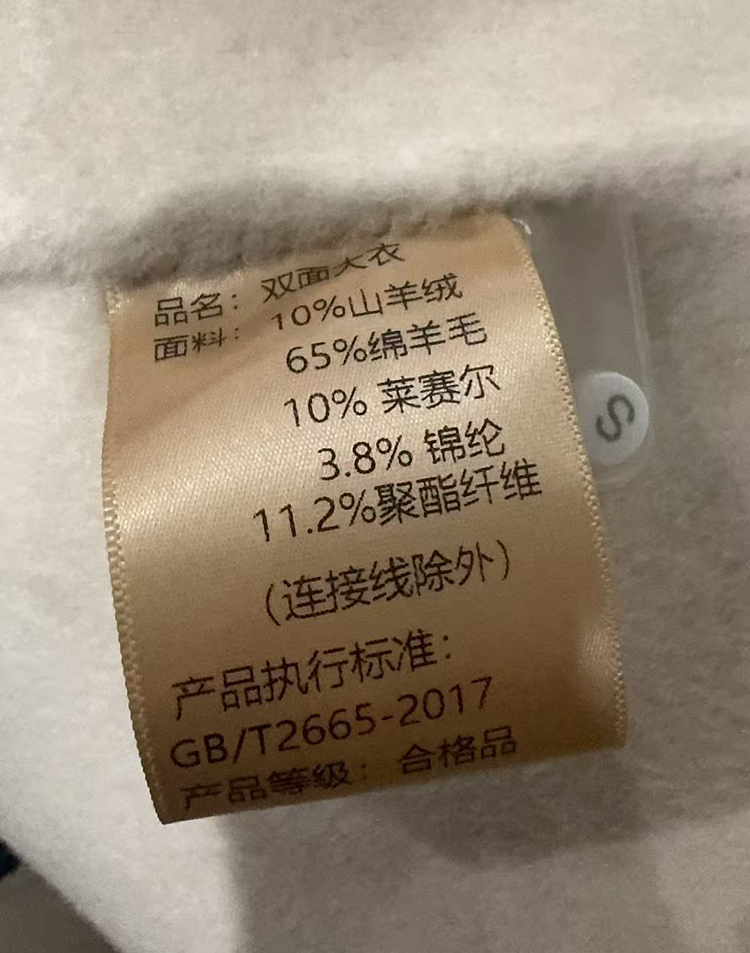 品名：双面大衣
面料：10%山羊绒
65%绵羊毛
10% 莱赛尔
3.8% 锦纶
11.2%聚酯纤维
（连接线除外）
产品执行标准：
GB/T2665-2017
产品等级：合格品
S